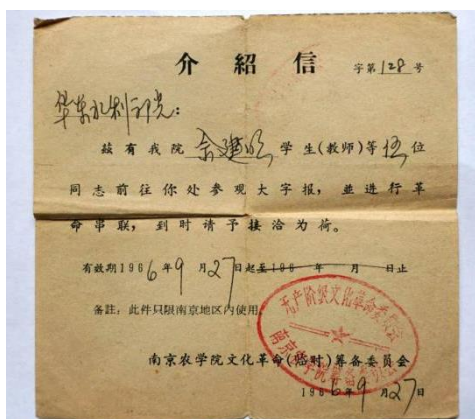 介紹信
字第128号
华东水利学院:
兹有我院余建民学生(教师)等伍位
同志前往你处参观大字报,並进行革
命串联,到时请予接洽为荷。
有效期1966年9月27日起至196 年 月 日止
备註:此件只限南京地区内使用。
南京农学院文化革命(临时)筹备委员会
1966年9月27日